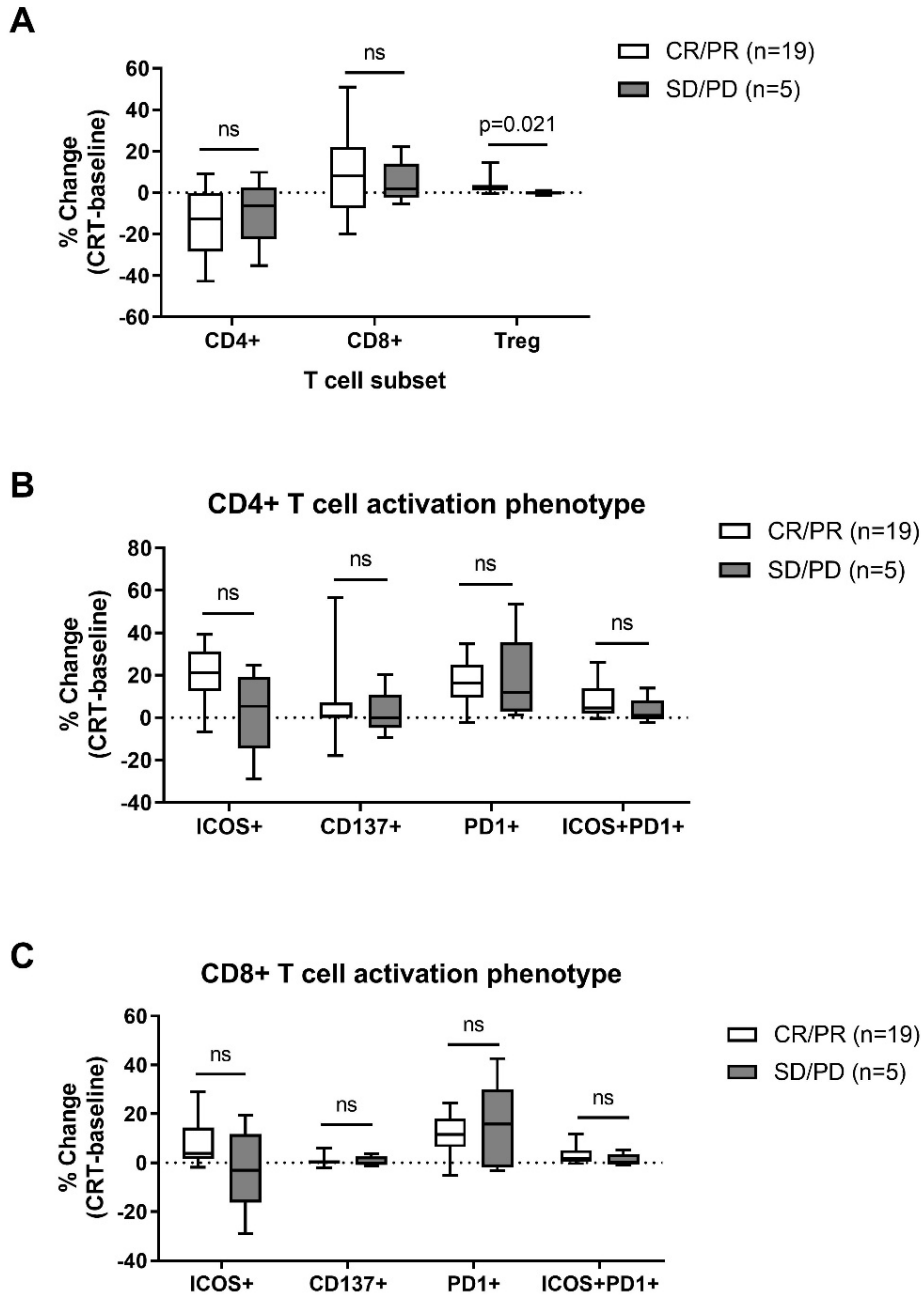 A
CR/PR (n=19)
SD/PD (n=5)
ns
ns
p=0.021
60
40
20
0
-20
-40
-60
% Change
(CRT-baseline)
CD4+ CD8+ Treg
T cell subset
B
CD4+ T cell activation phenotype
CR/PR (n=19)
SD/PD (n=5)
ns
ns
ns
ns
80
60
40
20
0
-20
-40
% Change
(CRT-baseline)
ICOS+ CD137+ PD1+ ICOS+PD1+
C
CD8+ T cell activation phenotype
CR/PR (n=19)
SD/PD (n=5)
ns
ns
ns
ns
60
40
20
0
-20
-40
% Change
(CRT-baseline)
ICOS+ CD137+ PD1+ ICOS+PD1+